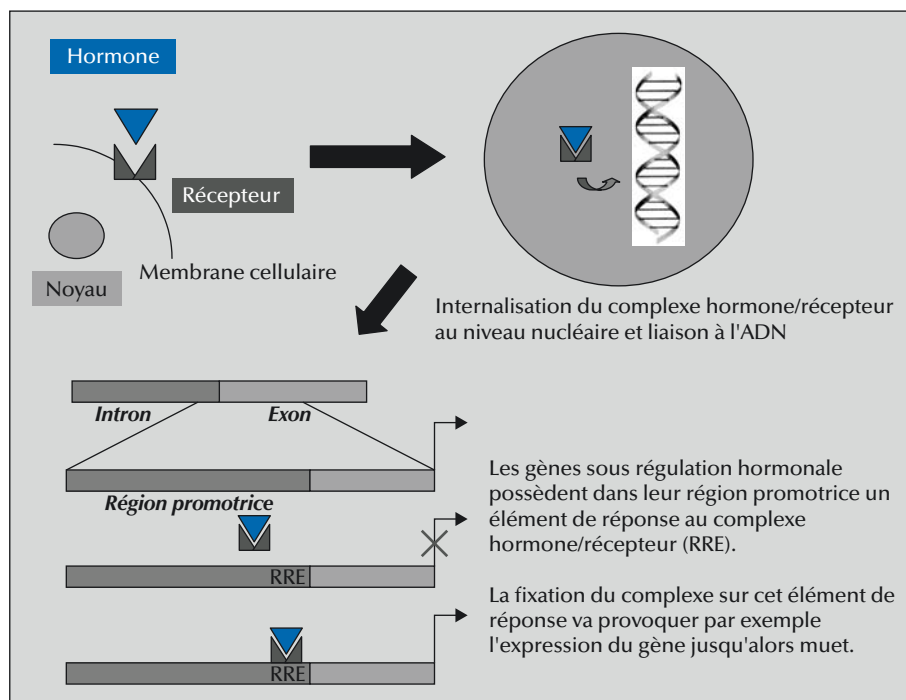 Hormone
Récepteur
Membrane cellulaire
Noyau
Internalisation du complexe hormone/récepteur
au niveau nucléaire et liaison à l'ADN
Intron
Exon
Région promotrice
Les gènes sous régulation hormonale
possèdent dans leur région promotrice un
élément de réponse au complexe
hormone/récepteur (RRE).
RRE
La fixation du complexe sur cet élément de
réponse va provoquer par exemple
l'expression du gène jusqu'alors muet.
RRE